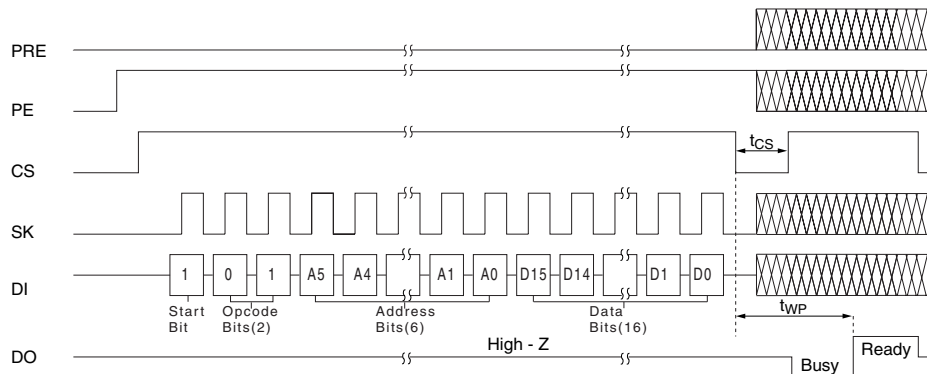 PRE
PE
CS
tCS
SK
DI
1 0 1 A5 A4 A1 A0 D15 D14 D1 D0
Start Bit
Opcode Bits(2)
Address Bits(6)
Data Bits(16)
tWP
DO
High - Z
Busy
Ready